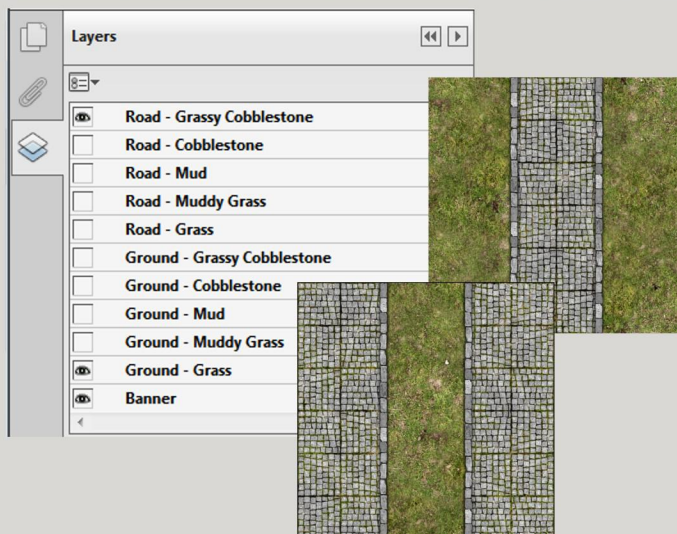 Layers
Road - Grassy Cobblestone
Road - Cobblestone
Road - Mud
Road - Muddy Grass
Road - Grass
Ground - Grassy Cobblestone
Ground - Cobblestone
Ground - Mud
Ground - Muddy Grass
Ground - Grass
Banner